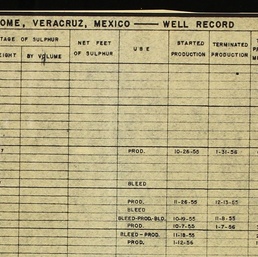 OME, VERACRUZ, MEXICO — WELL RECORD
TAGE OF SULPHUR
EIGHT BY VOLUME
NET FEET OF SULPHUR
USE
STARTED PRODUCTION
TERMINATED PRODUCTION
PROD. 10-26-55 1-31-56
BLEED
PROD. 11-26-55 12-13-55
BLEED
BLEED-PROD-BLD. 10-19-55 11-8-55
PROD. 10-7-55 1-7-56
BLEED-PROD. 11-18-55
PROD. 1-12-56